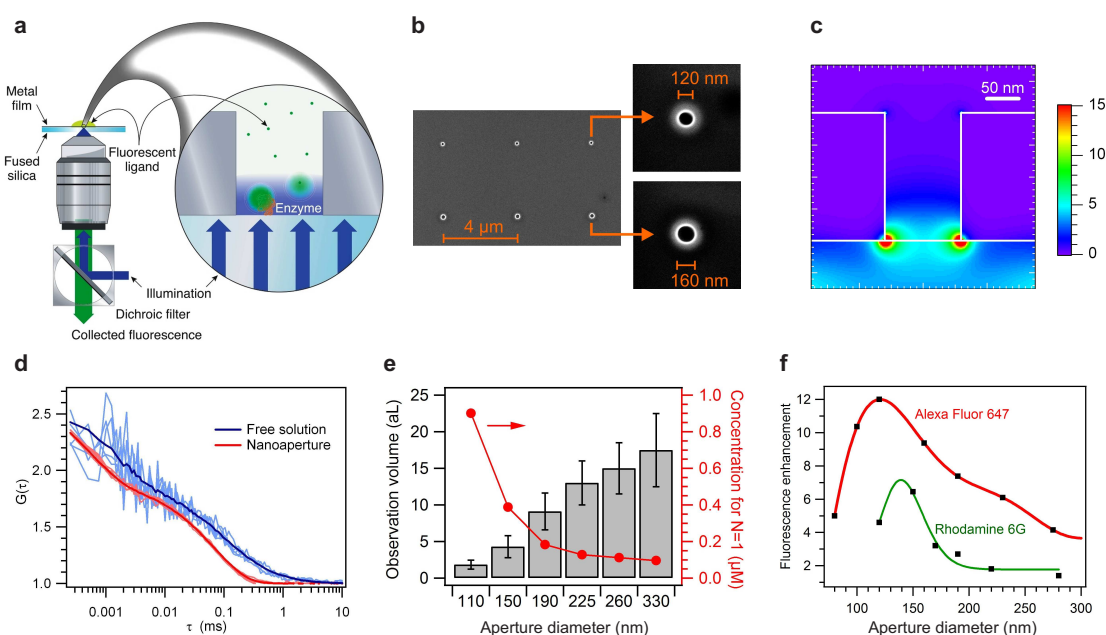 a
Metal
film
Fused
silica
Fluorescent
ligand
Enzyme
Illumination
Dichroic filter
Collected fluorescence
b
120 nm
4 µm
160 nm
c
50 nm
15
10
5
0
d
G(τ)
2.5
2.0
1.5
1.0
Free solution
Nanoaperture
0.001 0.01 0.1 1 10
τ (ms)
e
Observation volume (aL)
25
20
15
10
5
0
110 150 190 225 260 330
Aperture diameter (nm)
1.0
0.8
0.6
0.4
0.2
0.0
Concentration for
N=1 (µM)
f
Fluorescence enhancement
12
10
8
6
4
2
Alexa Fluor 647
Rhodamine 6G
100 150 200 250 300
Aperture diameter (nm)